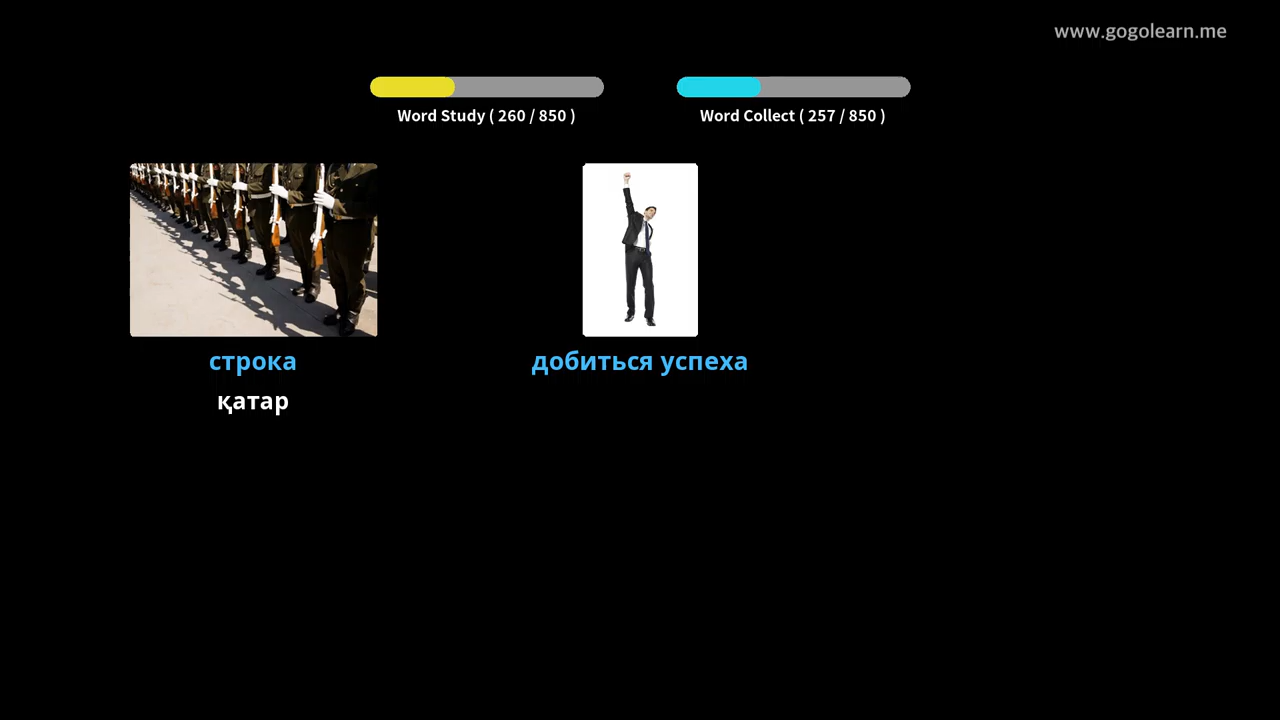 www.gogolearn.me
Word Study ( 260 / 850 )
Word Collect ( 257 / 850 )
строка
қатар
добиться успеха